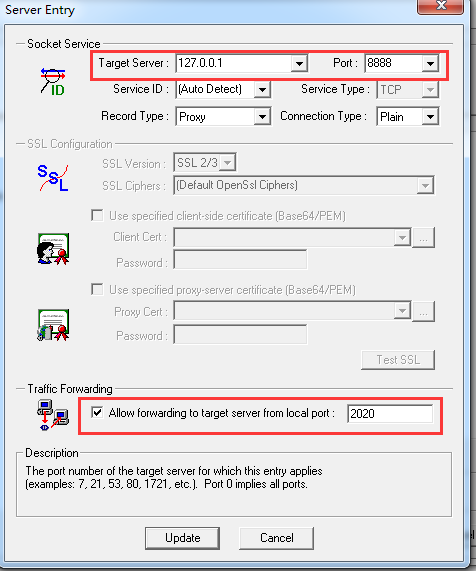 Server Entry
Socket Service
Target Server : 127.0.0.1 Port : 8888
ID
Service ID : (Auto Detect) Service Type : TCP
Record Type : Proxy Connection Type : Plain
SSL Configuration
SSL Version : SSL 2/3
SSL
SSL Ciphers : (Default OpenSsl Ciphers)
Use specified client-side certificate (Base64/PEM)
Client Cert : ...
Password :
Use specified proxy-server certificate (Base64/PEM)
Proxy Cert : ...
Password :
Test SSL
Traffic Forwarding
Allow forwarding to target server from local port : 2020
Description
The port number of the target server for which this entry applies
(examples: 7, 21, 53, 80, 1721, etc.). Port 0 implies all ports.
Update Cancel